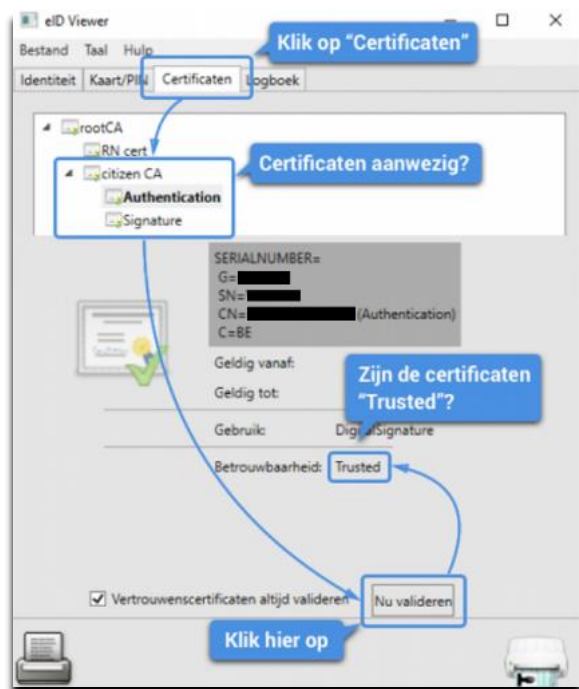 eID Viewer
Klik op “Certificaten”
Bestand Taal Hulp
Identiteit Kaart/PIN Certificaten Logboek
rootCA
RN cert
citizen CA
Certificaten aanwezig?
Authentication
Signature
SERIALNUMBER=
G=
SN=
CN= (Authentication)
C=BE
Geldig vanaf:
Zijn de certificaten
“Trusted”?
Geldig tot:
Gebruik: DigitalSignature
Betrouwbaarheid: Trusted
Vertrouwenscertificaten altijd valideren Nu valideren
Klik hier op